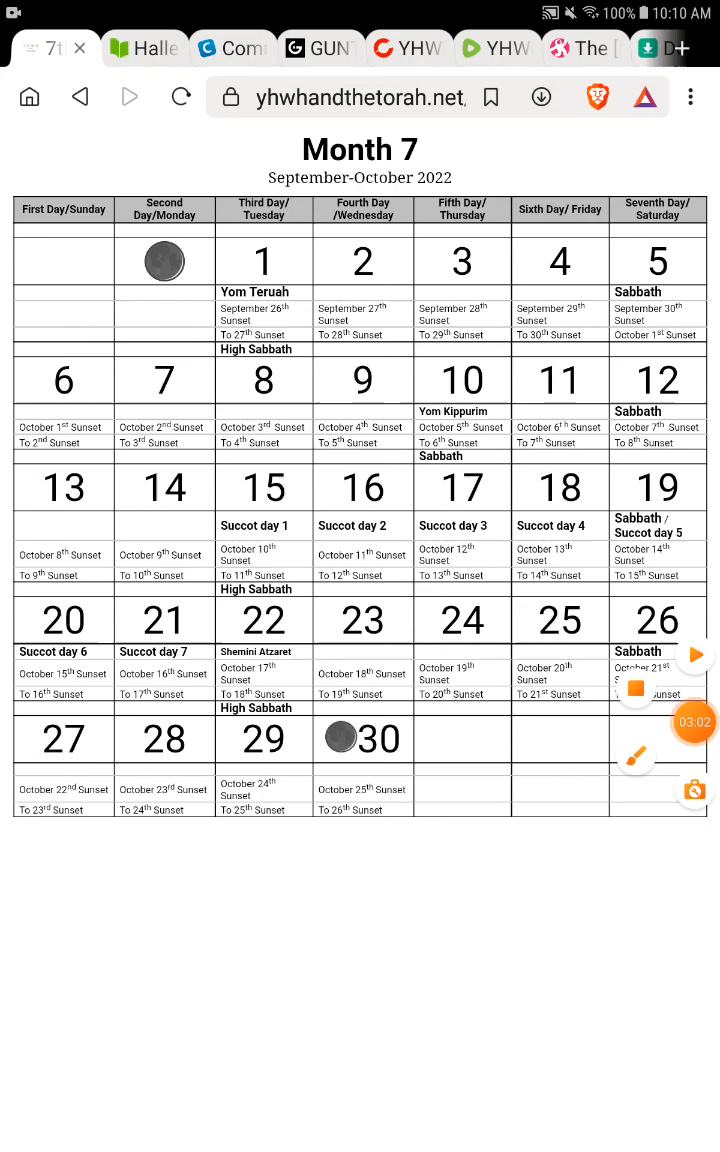 100% 10:10 AM
7t Halle Com GUN YHW YHW The [ D
yhwhandthetorah.net,
Month 7
September-October 2022
First Day/Sunday Second Day/Monday Third Day/ Tuesday Fourth Day /Wednesday Fifth Day/ Thursday Sixth Day/ Friday Seventh Day/ Saturday
1 2 3 4 5
Yom Teruah Sabbath
September 26th Sunset September 27th Sunset September 28th Sunset September 29th Sunset September 30th Sunset
To 27th Sunset To 28th Sunset To 29th Sunset To 30th Sunset October 1st Sunset
High Sabbath
6 7 8 9 10 11 12
Yom Kippurim Sabbath
October 1st Sunset October 2nd Sunset October 3rd Sunset October 4th Sunset October 5th Sunset October 6th Sunset October 7th Sunset
To 2nd Sunset To 3rd Sunset To 4th Sunset To 5th Sunset To 6th Sunset To 7th Sunset To 8th Sunset
Sabbath
13 14 15 16 17 18 19
Succot day 1 Succot day 2 Succot day 3 Succot day 4 Sabbath / Succot day 5
October 8th Sunset October 9th Sunset October 10th Sunset October 11th Sunset October 12th Sunset October 13th Sunset October 14th Sunset
To 9th Sunset To 10th Sunset To 11th Sunset To 12th Sunset To 13th Sunset To 14th Sunset To 15th Sunset
High Sabbath
20 21 22 23 24 25 26
Succot day 6 Succot day 7 Shemini Atzaret Sabbath
October 15th Sunset October 16th Sunset October 17th Sunset October 18th Sunset October 19th Sunset October 20th Sunset October 21st
To 16th Sunset To 17th Sunset To 18th Sunset To 19th Sunset To 20th Sunset To 21st Sunset unset
High Sabbath
03:02
27 28 29 30
October 22nd Sunset October 23rd Sunset October 24th Sunset October 25th Sunset
To 23rd Sunset To 24th Sunset To 25th Sunset To 26th Sunset